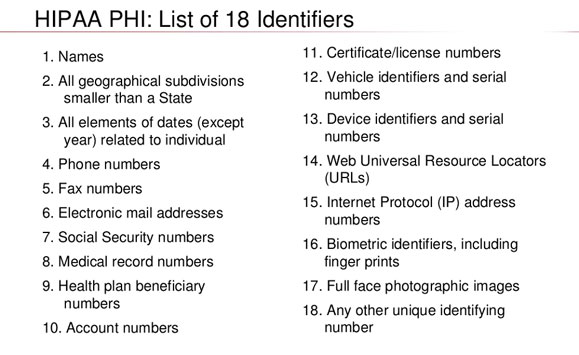 HIPAA PHI: List of 18 Identifiers
1. Names
2. All geographical subdivisions
smaller than a State
3. All elements of dates (except
year) related to individual
4. Phone numbers
5. Fax numbers
6. Electronic mail addresses
7. Social Security numbers
8. Medical record numbers
9. Health plan beneficiary
numbers
10. Account numbers
11. Certificate/license numbers
12. Vehicle identifiers and serial
numbers
13. Device identifiers and serial
numbers
14. Web Universal Resource Locators
(URLs)
15. Internet Protocol (IP) address
numbers
16. Biometric identifiers, including
finger prints
17. Full face photographic images
18. Any other unique identifying
number